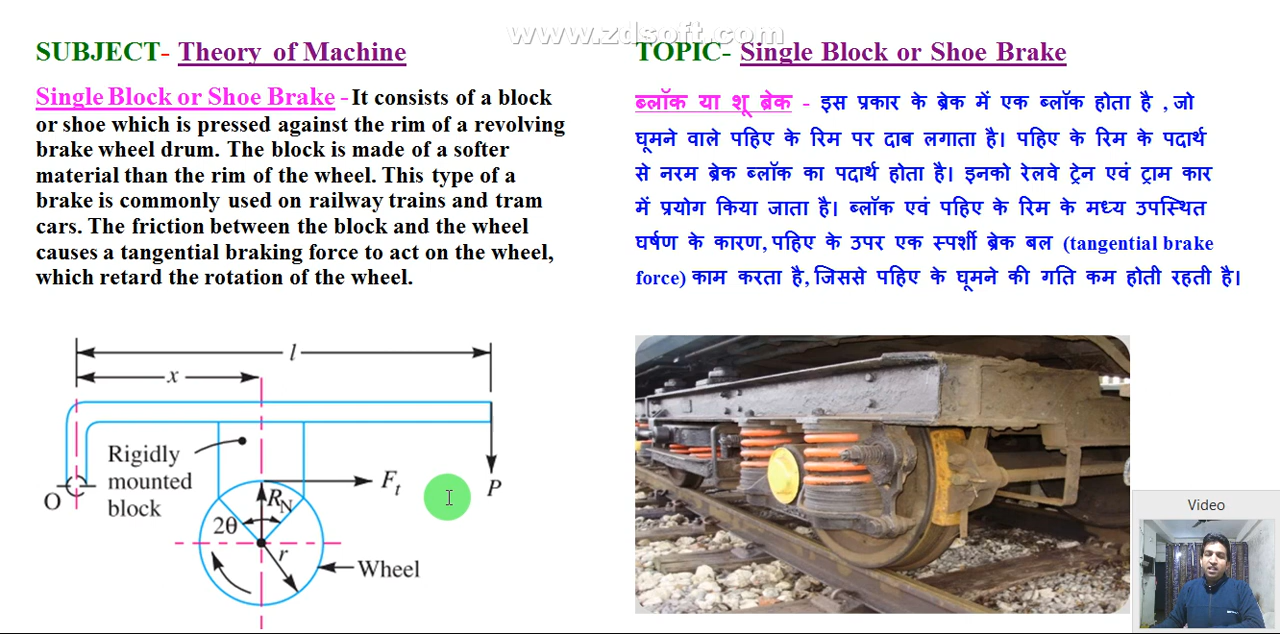 www.zdsoft.com
SUBJECT- Theory of Machine
TOPIC- Single Block or Shoe Brake
Single Block or Shoe Brake - It consists of a block
or shoe which is pressed against the rim of a revolving
brake wheel drum. The block is made of a softer
material than the rim of the wheel. This type of a
brake is commonly used on railway trains and tram
cars. The friction between the block and the wheel
causes a tangential braking force to act on the wheel,
which retard the rotation of the wheel.
ब्लॉक या शू ब्रेक - इस प्रकार के ब्रेक में एक ब्लॉक होता है , जो
घूमने वाले पहिए के रिम पर दाब लगाता है। पहिए के रिम के पदार्थ
से नरम ब्रेक ब्लॉक का पदार्थ होता है। इनको रेलवे ट्रेन एवं ट्राम कार
में प्रयोग किया जाता है। ब्लॉक एवं पहिए के रिम के मध्य उपस्थित
घर्षण के कारण, पहिए के उपर एक स्पर्शी ब्रेक बल (tangential brake
force) काम करता है, जिससे पहिए के घूमने की गति कम होती रहती है।
l
x
Rigidly
mounted
block
O
F_t
P
R_N
2θ
r
Wheel
Video